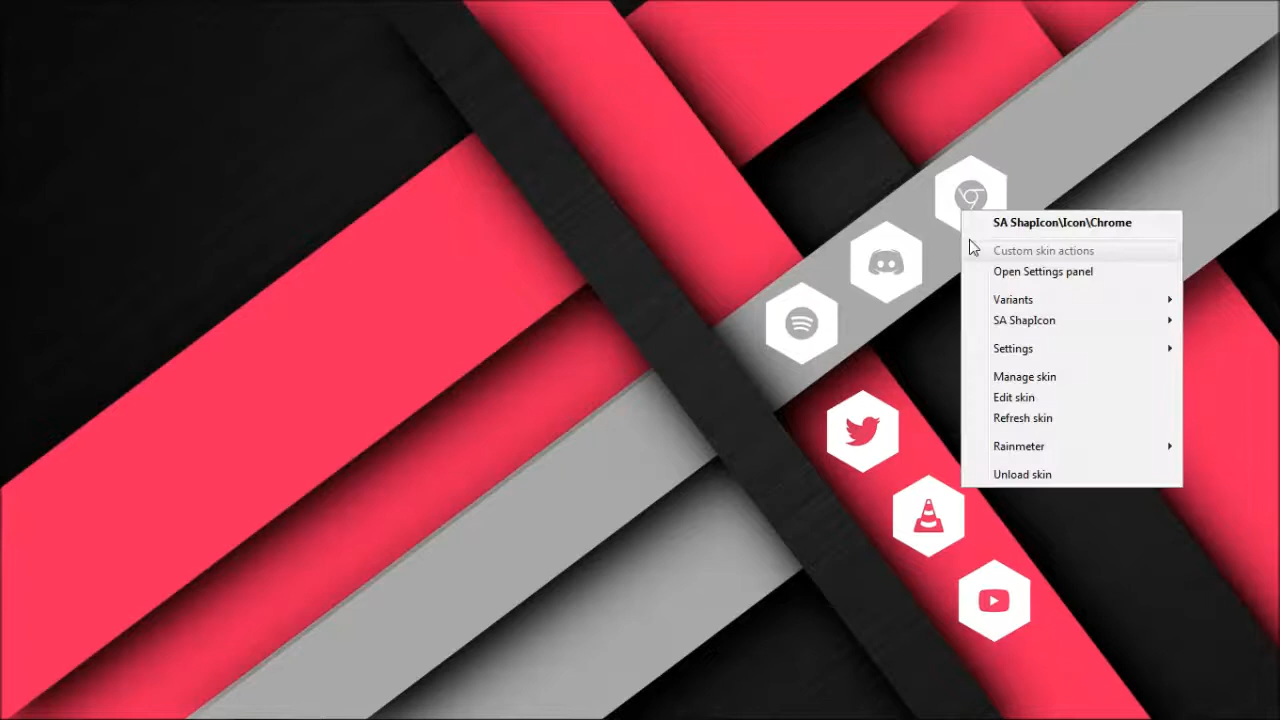 SA ShapIcon\Icon\Chrome
Custom skin actions
Open Settings panel
Variants
SA ShapIcon
Settings
Manage skin
Edit skin
Refresh skin
Rainmeter
Unload skin